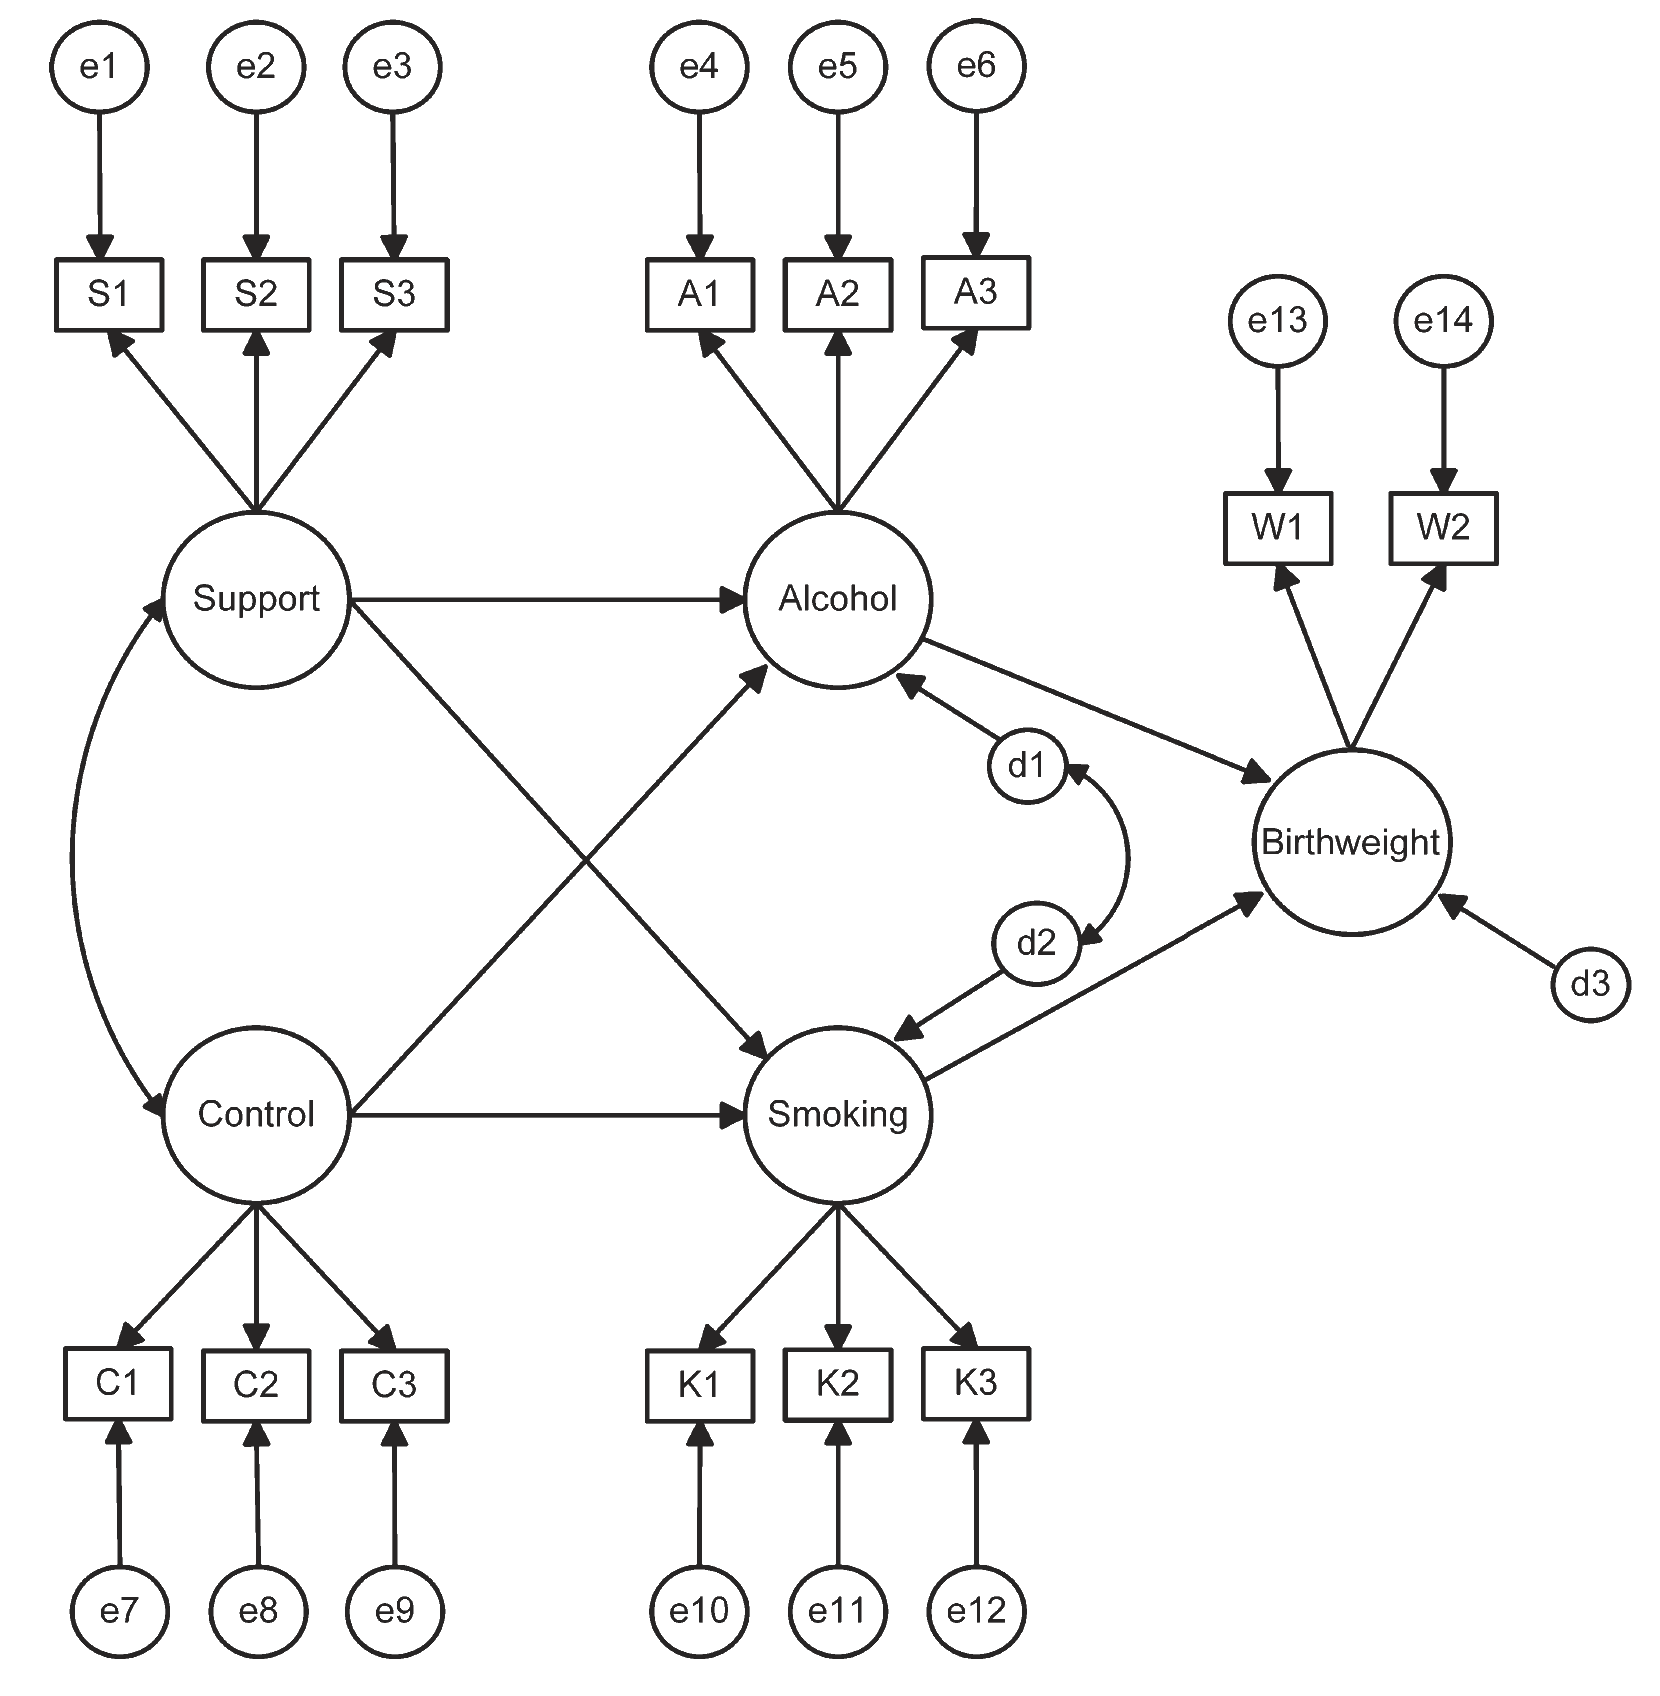 e1 e2 e3 e4 e5 e6
S1 S2 S3 A1 A2 A3
e13 e14
W1 W2
Support Alcohol
d1
Birthweight
d2
d3
Control Smoking
C1 C2 C3 K1 K2 K3
e7 e8 e9 e10 e11 e12